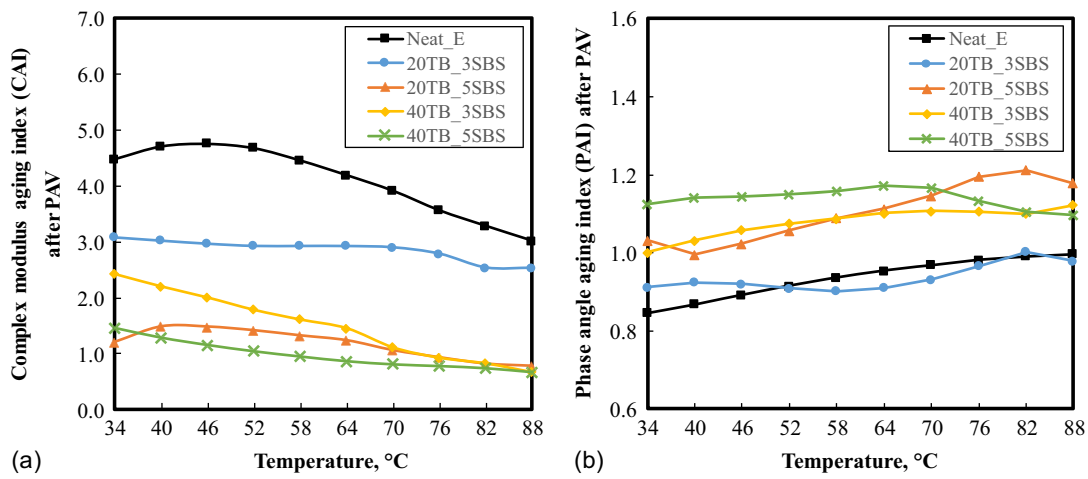 7.0
6.0
5.0
4.0
3.0
2.0
1.0
0.0
Complex modulus aging index (CAI)
after PAV
Neat_E
20TB_3SBS
20TB_5SBS
40TB_3SBS
40TB_5SBS
34 40 46 52 58 64 70 76 82 88
Temperature, °C
(a)
1.6
1.4
1.2
1.0
0.8
0.6
Phase angle aging index (PAI) after PAV
Neat_E
20TB_3SBS
20TB_5SBS
40TB_3SBS
40TB_5SBS
34 40 46 52 58 64 70 76 82 88
Temperature, °C
(b)